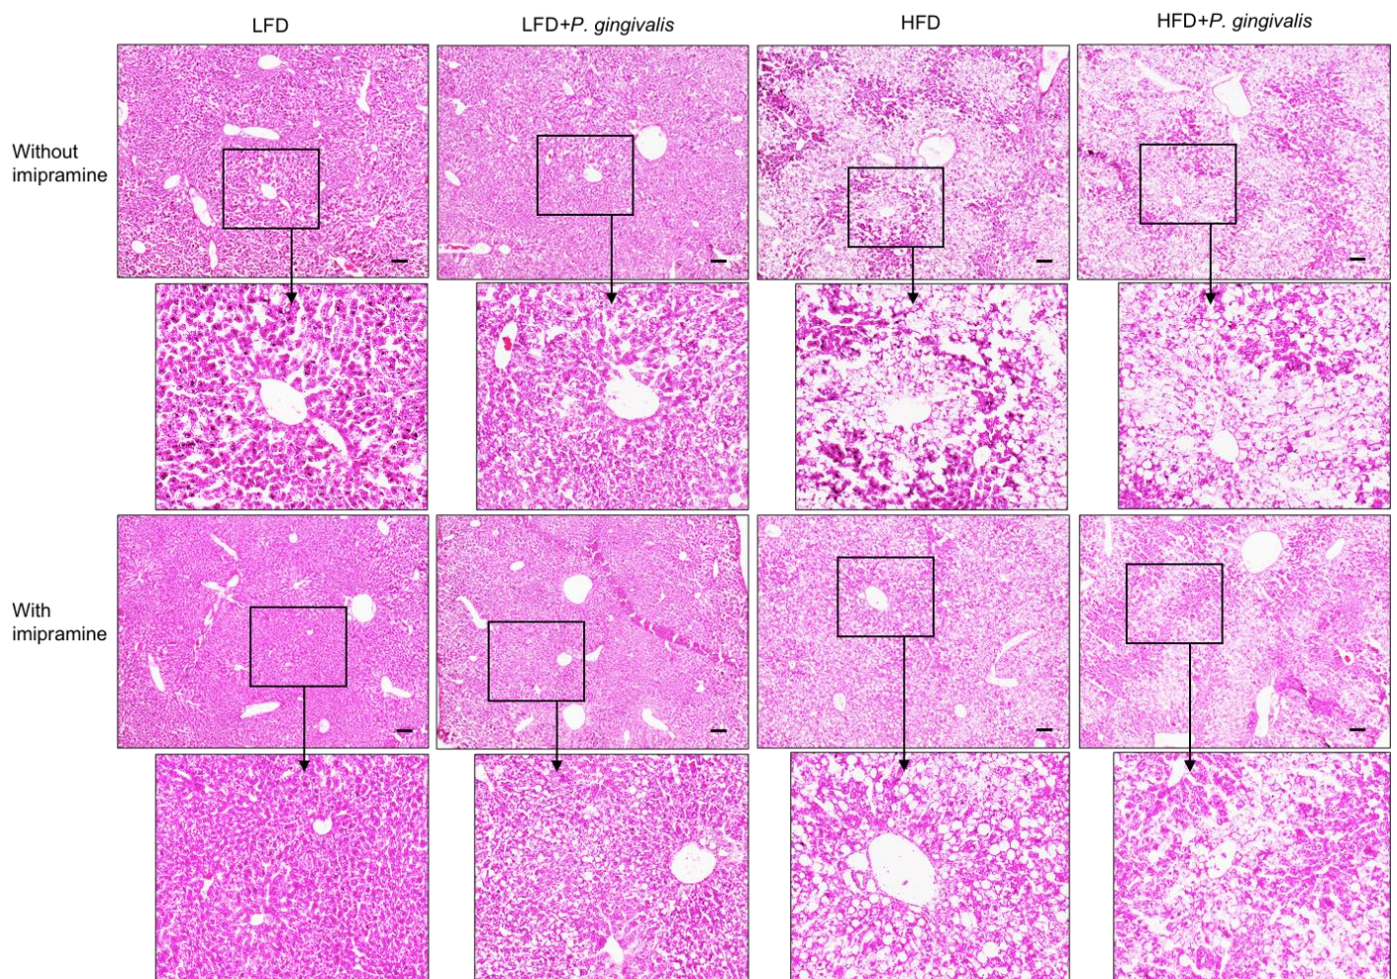 LFD
LFD+P. gingivalis
HFD
HFD+P. gingivalis
Without
imipramine
With
imipramine